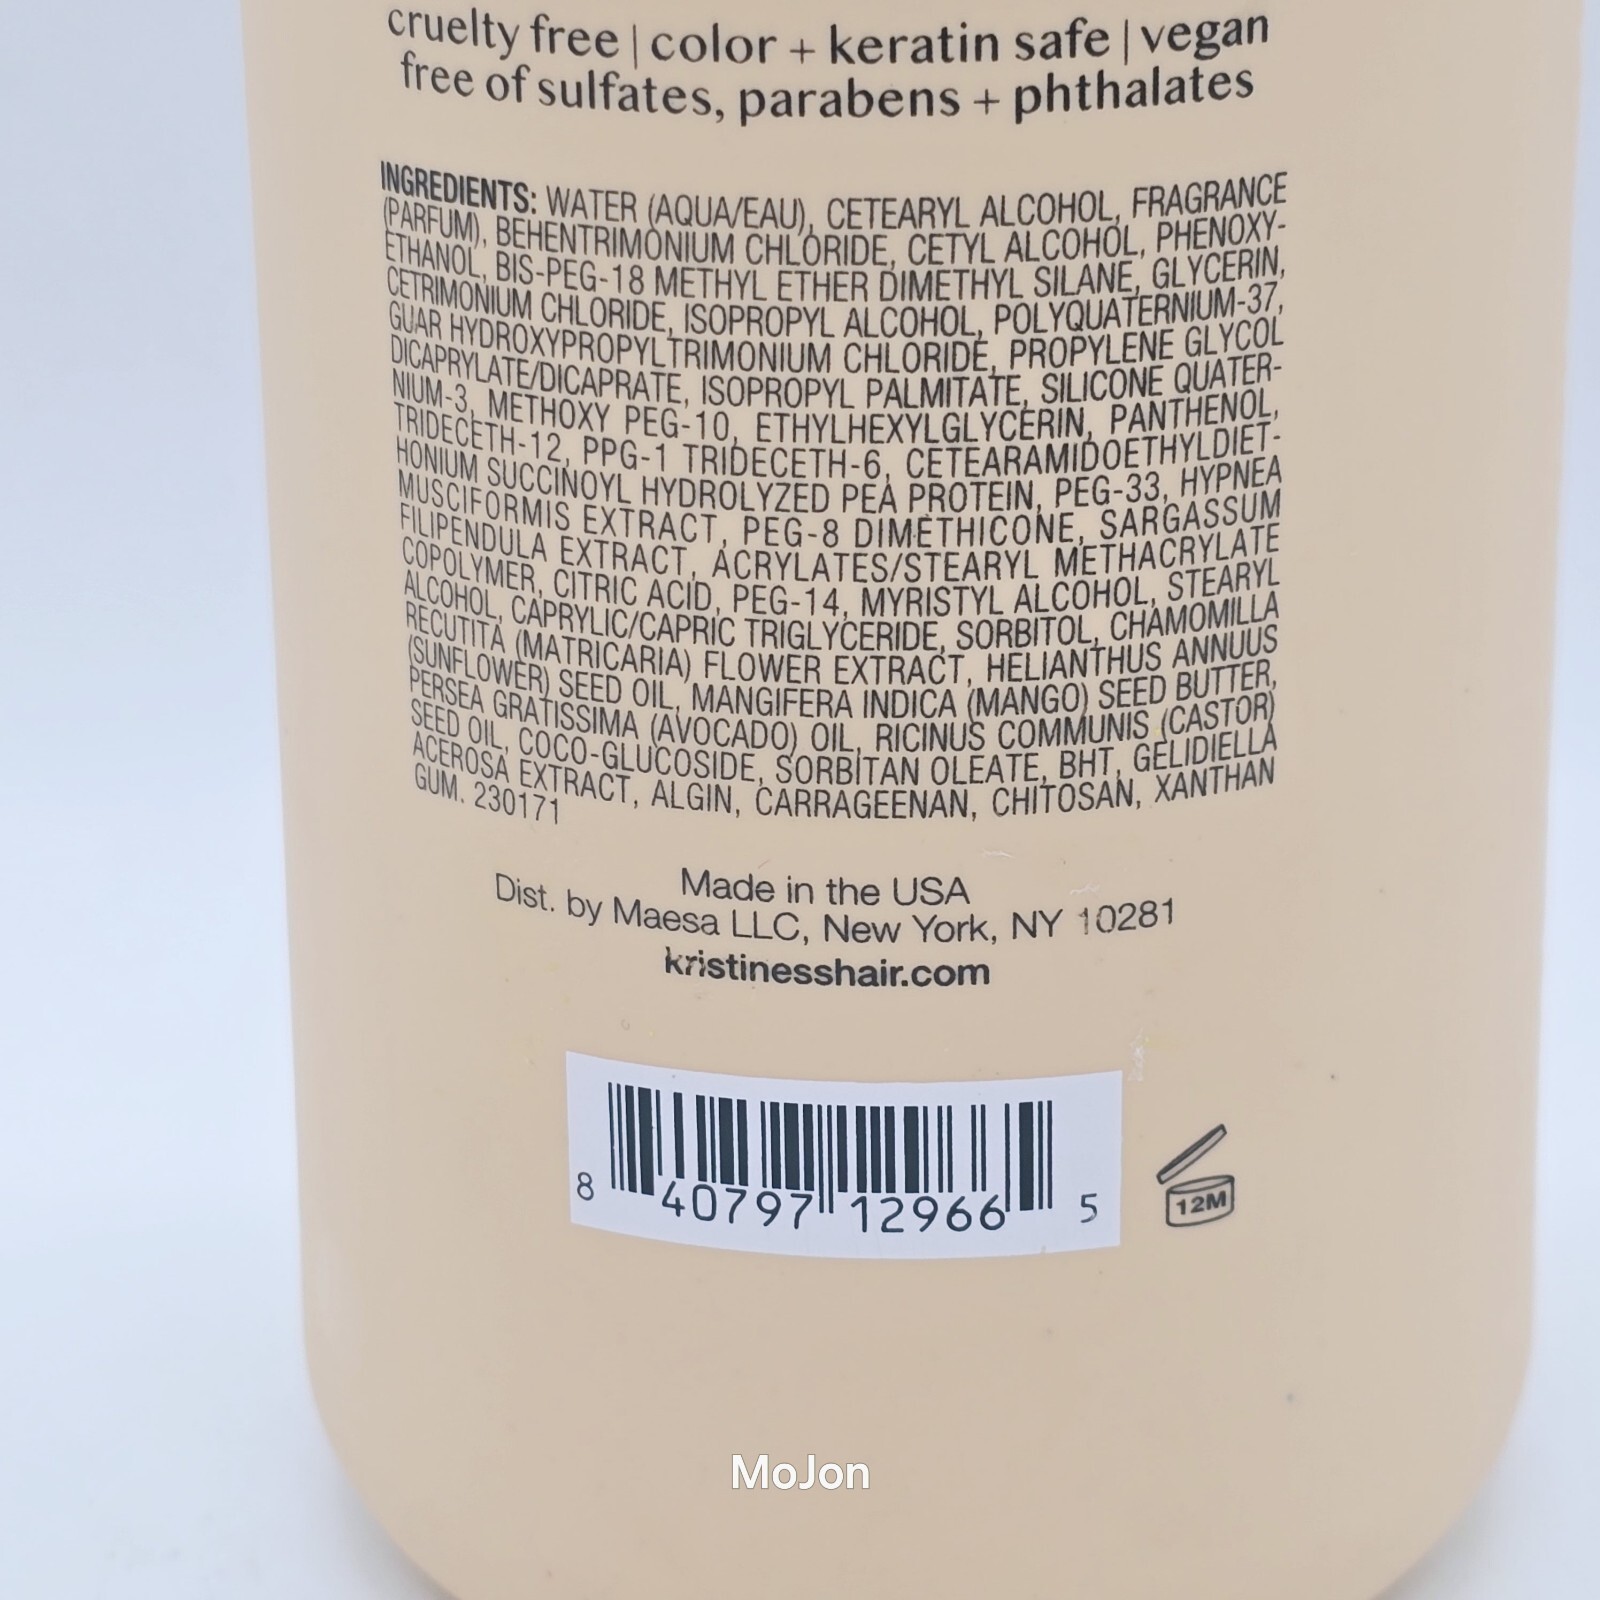 cruelty free | color + keratin safe | vegan
free of sulfates, parabens + phthalates
INGREDIENTS: WATER (AQUA/EAU), CETEARYL ALCOHOL, FRAGRANCE
(PARFUM), BEHENTRIMONIUM CHLORIDE, CETYL ALCOHOL, PHENOXY-
ETHANOL, BIS-PEG-18 METHYL ETHER DIMETHYL SILANE, GLYCERIN,
CETRIMONIUM CHLORIDE, ISOPROPYL ALCOHOL, POLYQUATERNIUM-37,
GUAR HYDROXYPROPYLTRIMONIUM CHLORIDE, PROPYLENE GLYCOL
DICAPRYLATE/DICAPRATE, ISOPROPYL PALMITATE, SILICONE QUATER-
NIUM-3, METHOXY PEG-10, ETHYLHEXYLGLYCERIN, PANTHENOL,
TRIDECETH-12, PPG-1 TRIDECETH-6, CETEARAMIDOETHYLDIET-
HONIUM SUCCINOYL HYDROLYZED PEA PROTEIN, PEG-33, HYPNEA
MUSCIFORMIS EXTRACT, PEG-8 DIMETHICONE, SARGASSUM
FILIPENDULA EXTRACT, ACRYLATES/STEARYL METHACRYLATE
COPOLYMER, CITRIC ACID, PEG-14, MYRISTYL ALCOHOL, STEARYL
ALCOHOL, CAPRYLIC/CAPRIC TRIGLYCERIDE, SORBITOL, CHAMOMILLA
RECUTITA (MATRICARIA) FLOWER EXTRACT, HELIANTHUS ANNUUS
(SUNFLOWER) SEED OIL, MANGIFERA INDICA (MANGO) SEED BUTTER,
PERSEA GRATISSIMA (AVOCADO) OIL, RICINUS COMMUNIS (CASTOR)
SEED OIL, COCO-GLUCOSIDE, SORBITAN OLEATE, BHT, GELIDIELLA
ACEROSA EXTRACT, ALGIN, CARRAGEENAN, CHITOSAN, XANTHAN
GUM. 230171
Made in the USA
Dist. by Maesa LLC, New York, NY 10281
kristinesshair.com
8 40797 12966 5
12M
MoJon